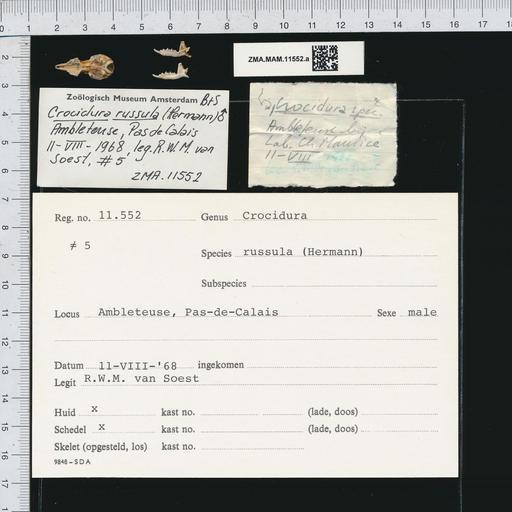 ZMA.MAM.11552.a
Zoölogisch Museum Amsterdam B+S
Crocidura russula (Hermann) ♂
Ambleteuse, Pas de Calais
11-VIII-1968, leg. R.W.M. van
Soest, # 5
ZMA. 11552
Crocidura spec.
Ambleteuse
Lab. Ch. Maurice
11-VIII
Reg. no. 11.552 Genus Crocidura
≠ 5 Species russula (Hermann)
Subspecies
Locus Ambleteuse, Pas-de-Calais Sexe male
Datum 11-VIII-'68 ingekomen
Legit R.W.M. van Soest
Huid x kast no. (lade, doos)
Schedel x kast no. (lade, doos)
Skelet (opgesteld, los) kast no.
9848-SDA